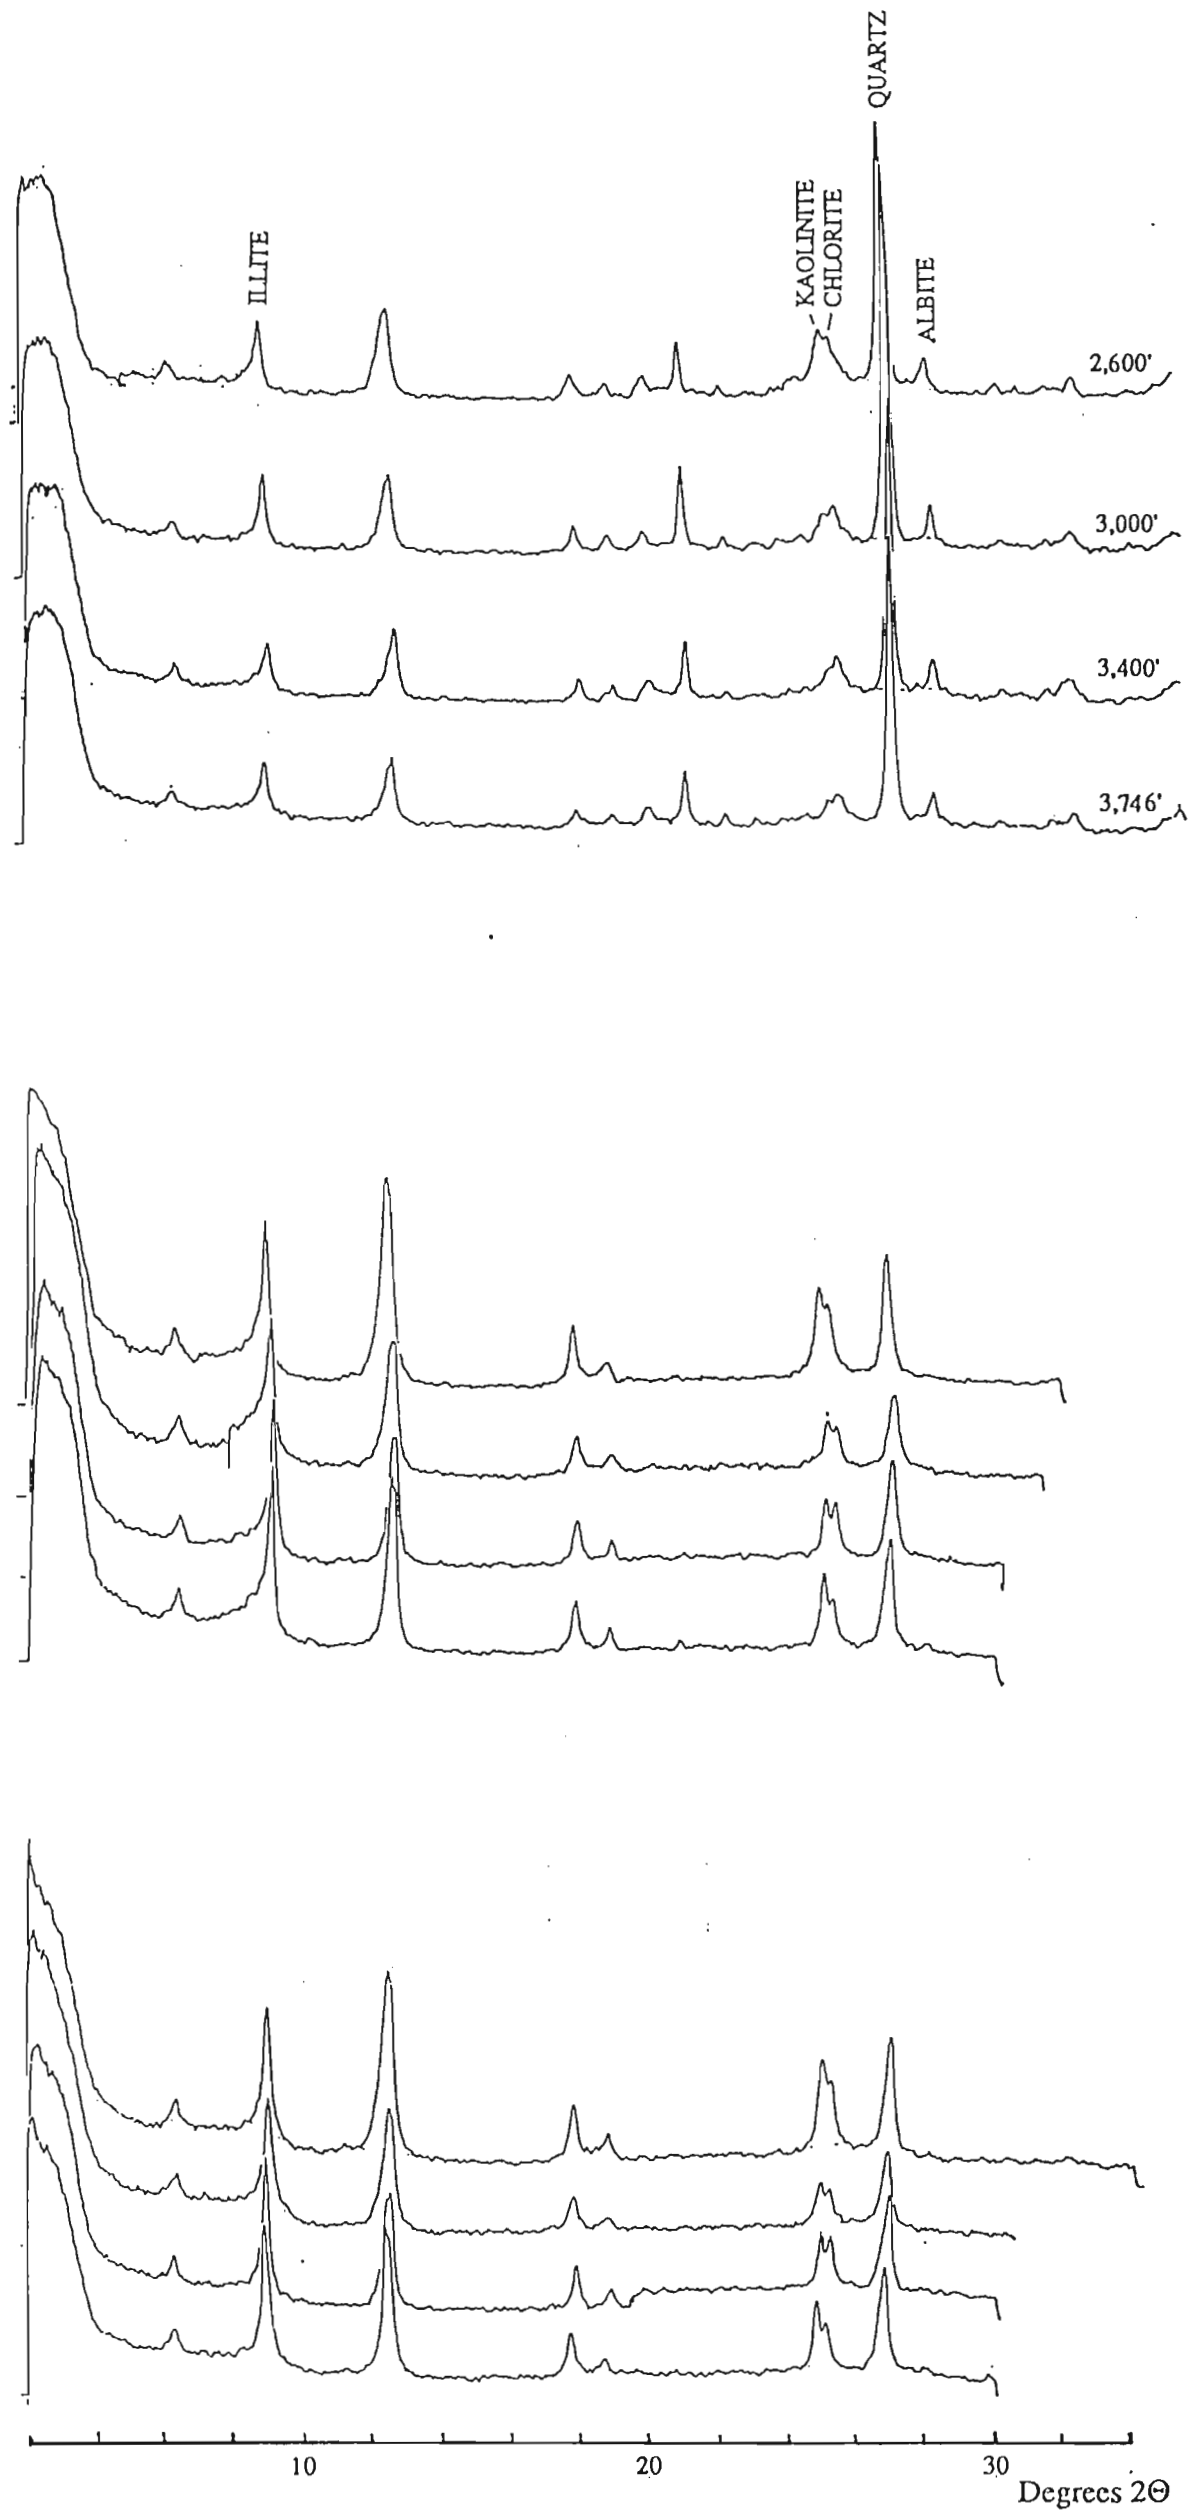 QUARTZ
KAOLINITE
CHLORITE
ILLITE
ALBITE
2,600'
3,000'
3,400'
3,746'
10 20 30
Degrees 2Θ